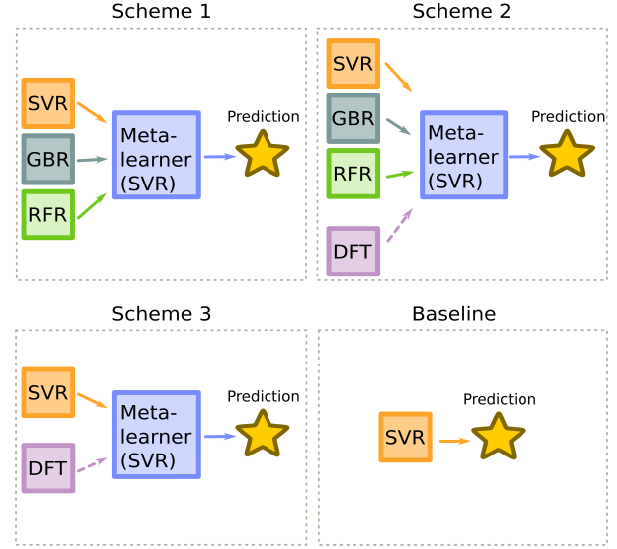 Scheme 1
SVR
GBR
RFR
Meta-
learner
(SVR)
Prediction
Scheme 2
SVR
GBR
RFR
DFT
Meta-
learner
(SVR)
Prediction
Scheme 3
SVR
DFT
Meta-
learner
(SVR)
Prediction
Baseline
SVR
Prediction